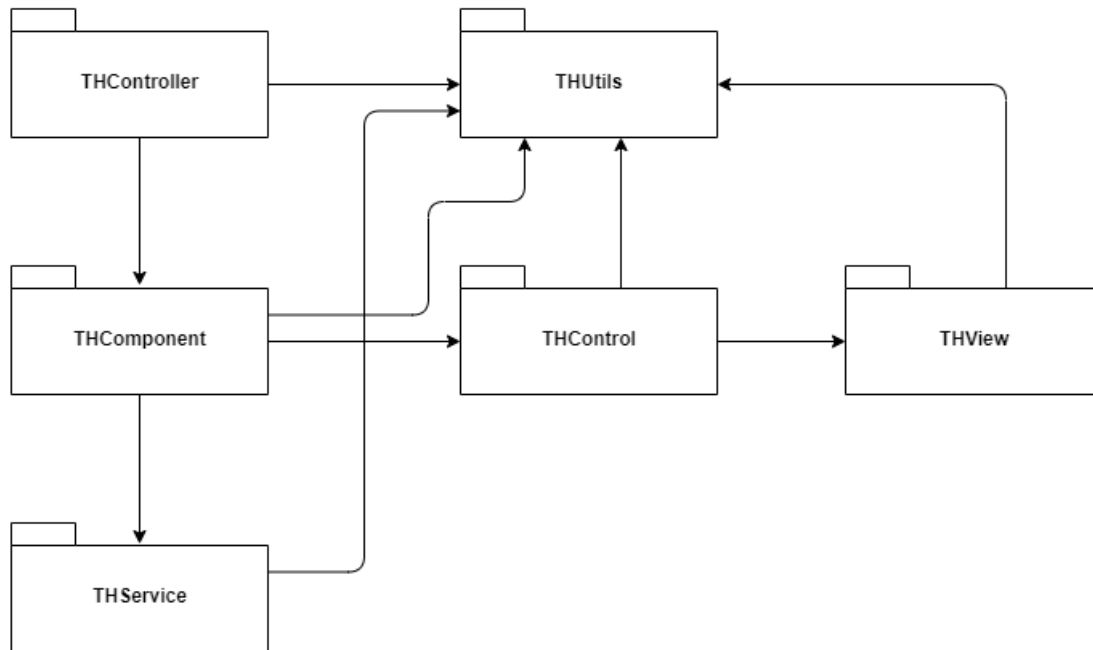 THController
THUtils
THComponent
THControl
THView
THService